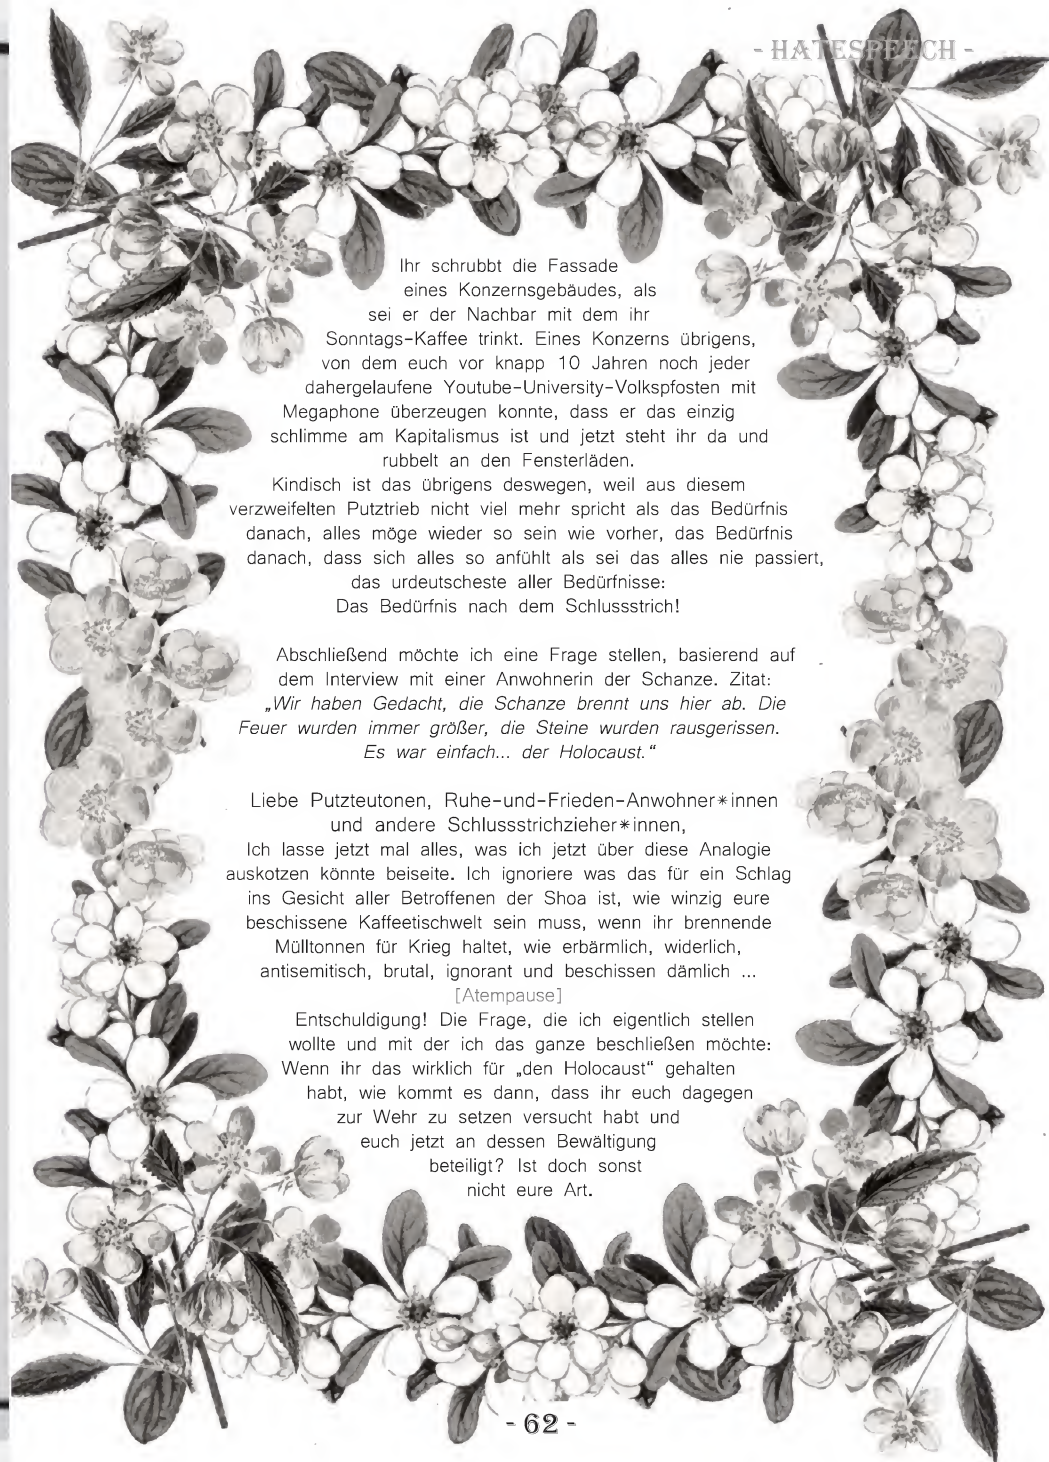 - HATESPEECH -
Ihr schrubbt die Fassade
eines Konzernsgebäudes, als
sei er der Nachbar mit dem ihr
Sonntags-Kaffee trinkt. Eines Konzerns übrigens,
von dem euch vor knapp 10 Jahren noch jeder
dahergelaufene Youtube-University-Volkspfosten mit
Megaphone überzeugen konnte, dass er das einzig
schlimme am Kapitalismus ist und jetzt steht ihr da und
rubbelt an den Fensterläden.
Kindisch ist das übrigens deswegen, weil aus diesem
verzweifelten Putztrieb nicht viel mehr spricht als das Bedürfnis
danach, alles möge wieder so sein wie vorher, das Bedürfnis
danach, dass sich alles so anfühlt als sei das alles nie passiert,
das urdeutscheste aller Bedürfnisse:
Das Bedürfnis nach dem Schlussstrich!
Abschließend möchte ich eine Frage stellen, basierend auf
dem Interview mit einer Anwohnerin der Schanze. Zitat:
„Wir haben Gedacht, die Schanze brennt uns hier ab. Die
Feuer wurden immer größer, die Steine wurden rausgerissen.
Es war einfach... der Holocaust."
Liebe Putzteutonen, Ruhe-und-Frieden-Anwohner*innen
und andere Schlussstrichzieher*innen,
Ich lasse jetzt mal alles, was ich jetzt über diese Analogie
auskotzen könnte beiseite. Ich ignoriere was das für ein Schlag
ins Gesicht aller Betroffenen der Shoa ist, wie winzig eure
beschissene Kaffeetischwelt sein muss, wenn ihr brennende
Mülltonnen für Krieg haltet, wie erbärmlich, widerlich,
antisemitisch, brutal, ignorant und beschissen dämlich ...
[Atempause]
Entschuldigung! Die Frage, die ich eigentlich stellen
wollte und mit der ich das ganze beschließen möchte:
Wenn ihr das wirklich für „den Holocaust" gehalten
habt, wie kommt es dann, dass ihr euch dagegen
zur Wehr zu setzen versucht habt und
euch jetzt an dessen Bewältigung
beteiligt? Ist doch sonst
nicht eure Art.
- 62 -